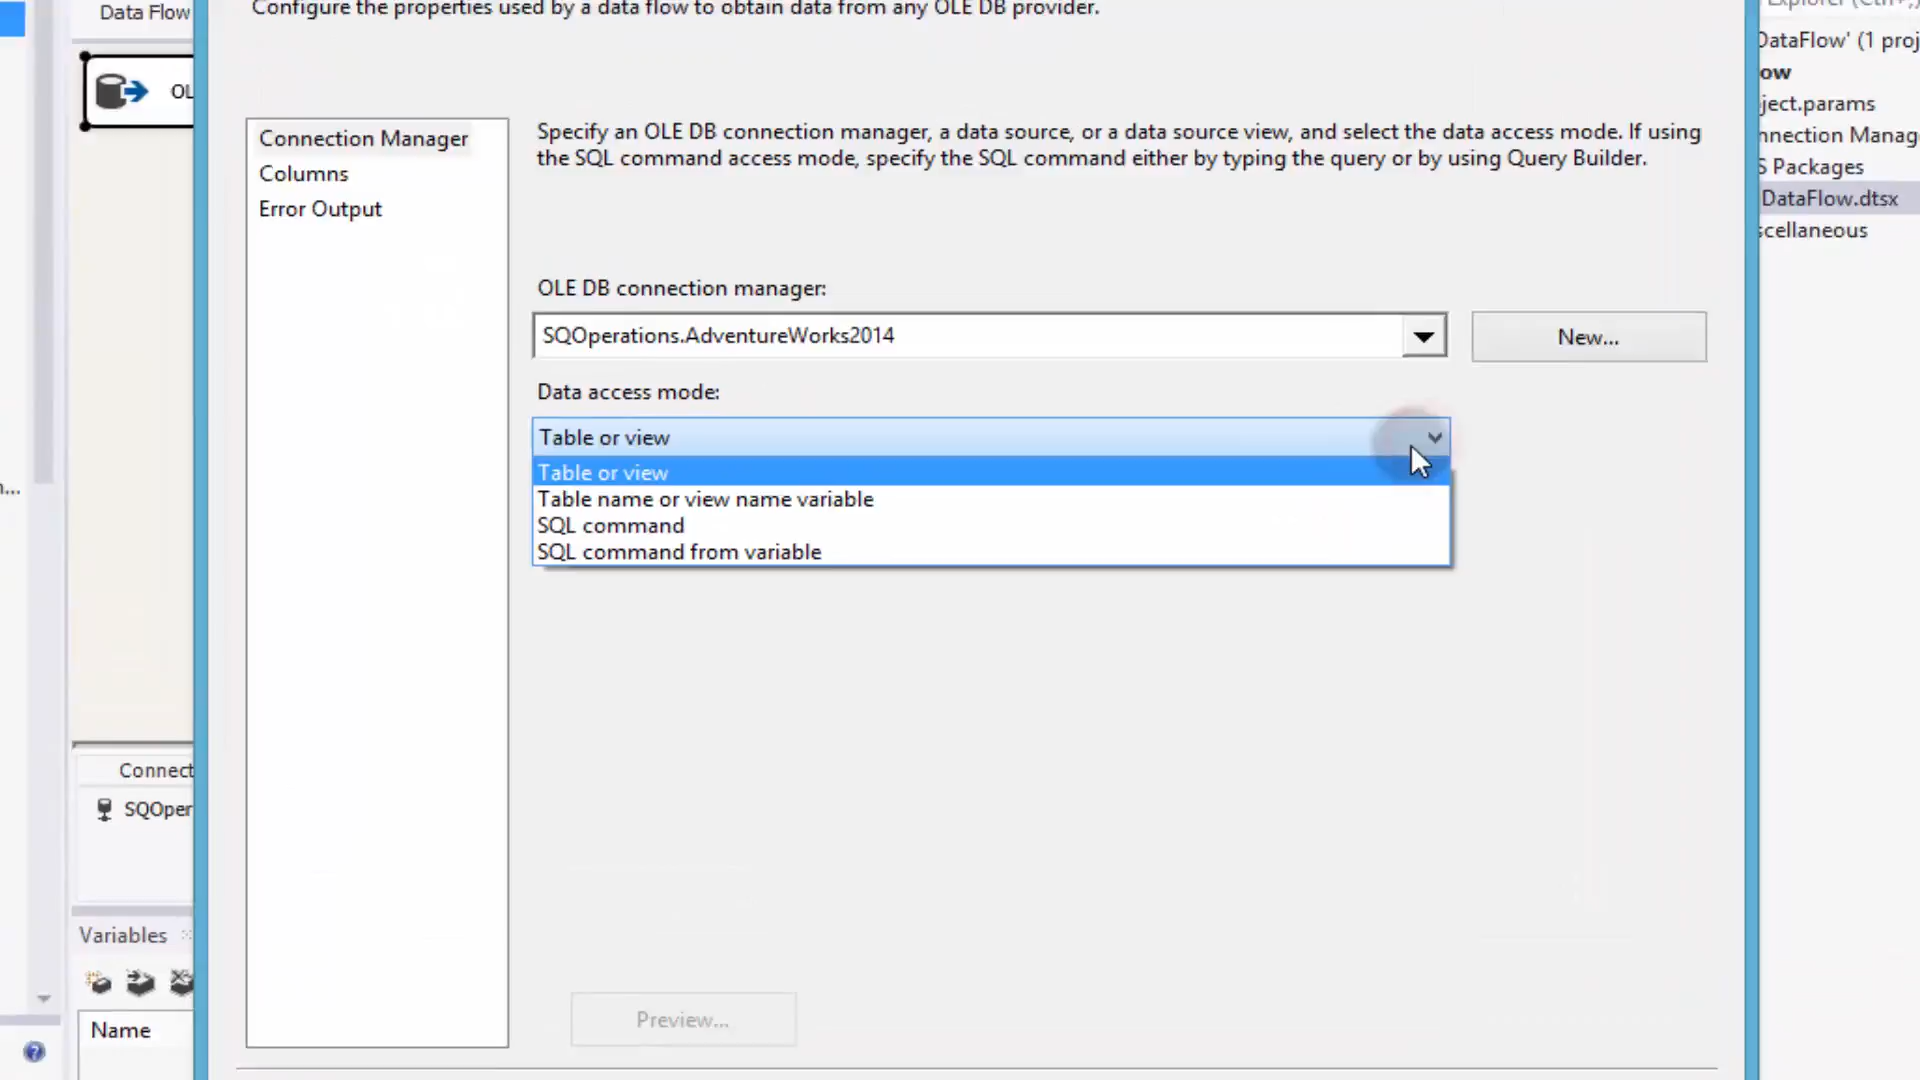 Configure the properties used by a data flow to obtain data from any OLE DB provider.
Data Flow
OL
Connection Manager
Columns
Error Output
Specify an OLE DB connection manager, a data source, or a data source view, and select the data access mode. If using
the SQL command access mode, specify the SQL command either by typing the query or by using Query Builder.
OLE DB connection manager:
SQOperations.AdventureWorks2014
New...
Data access mode:
Table or view
Table or view
Table name or view name variable
SQL command
SQL command from variable
Preview...
Connect
SQOper
Variables
Name
n...
Explorer (Ctrl+;)
DataFlow' (1 proj
ow
ject.params
nnection Manag
S Packages
DataFlow.dtsx
scellaneous